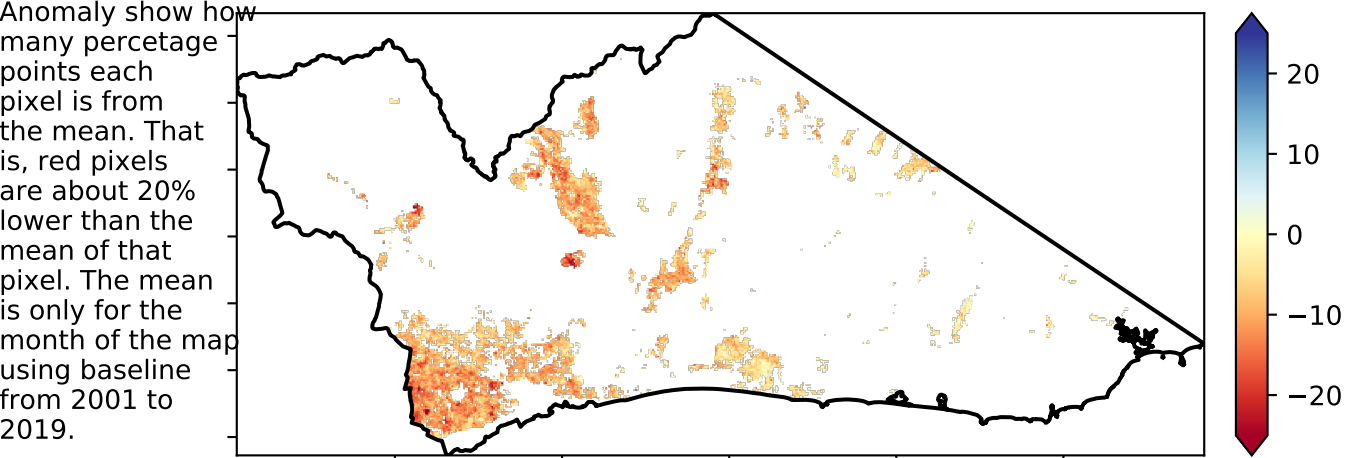 Anomaly show how
many percetage
points each
pixel is from
the mean. That
is, red pixels
are about 20%
lower than the
mean of that
pixel. The mean
is only for the
month of the map
using baseline
from 2001 to
2019.
20
10
0
−10
−20